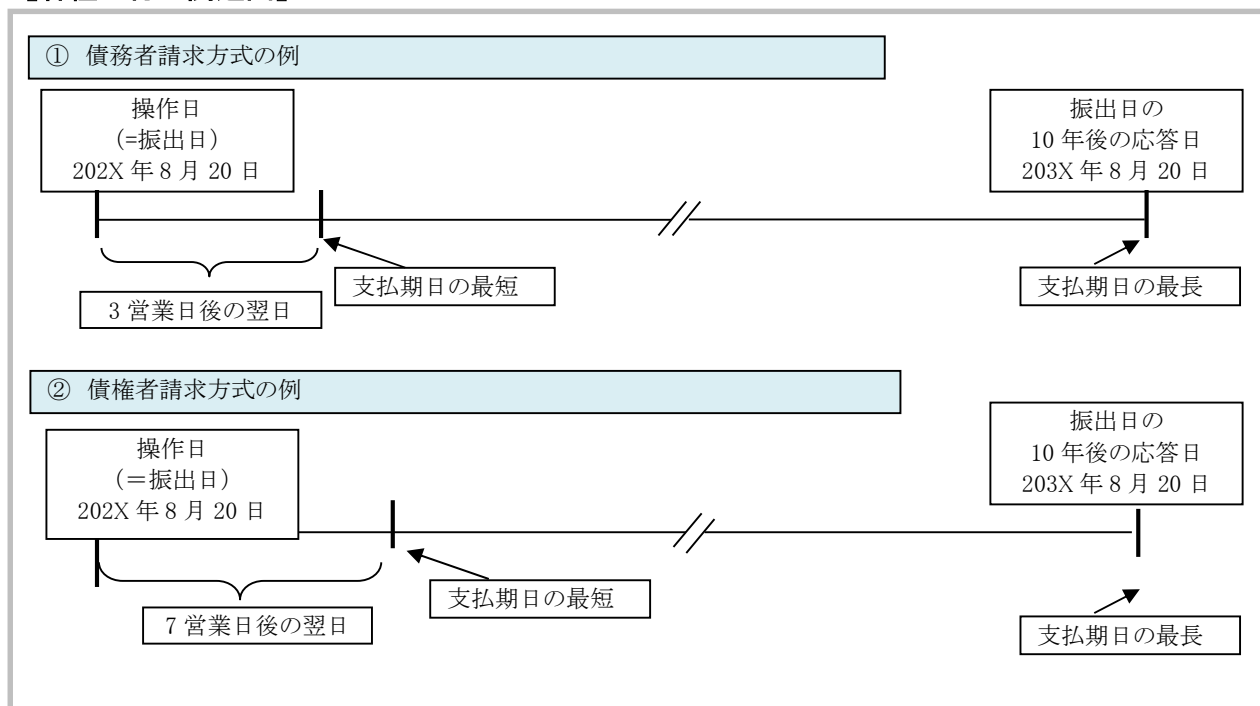 ① 債務者請求方式の例
操作日
(=振出日)
202X 年 8 月 20 日
振出日の
10 年後の応答日
203X 年 8 月 20 日
支払期日の最短
支払期日の最長
3 営業日後の翌日
② 債権者請求方式の例
操作日
（＝振出日）
202X 年 8 月 20 日
振出日の
10 年後の応答日
203X 年 8 月 20 日
支払期日の最短
7 営業日後の翌日
支払期日の最長